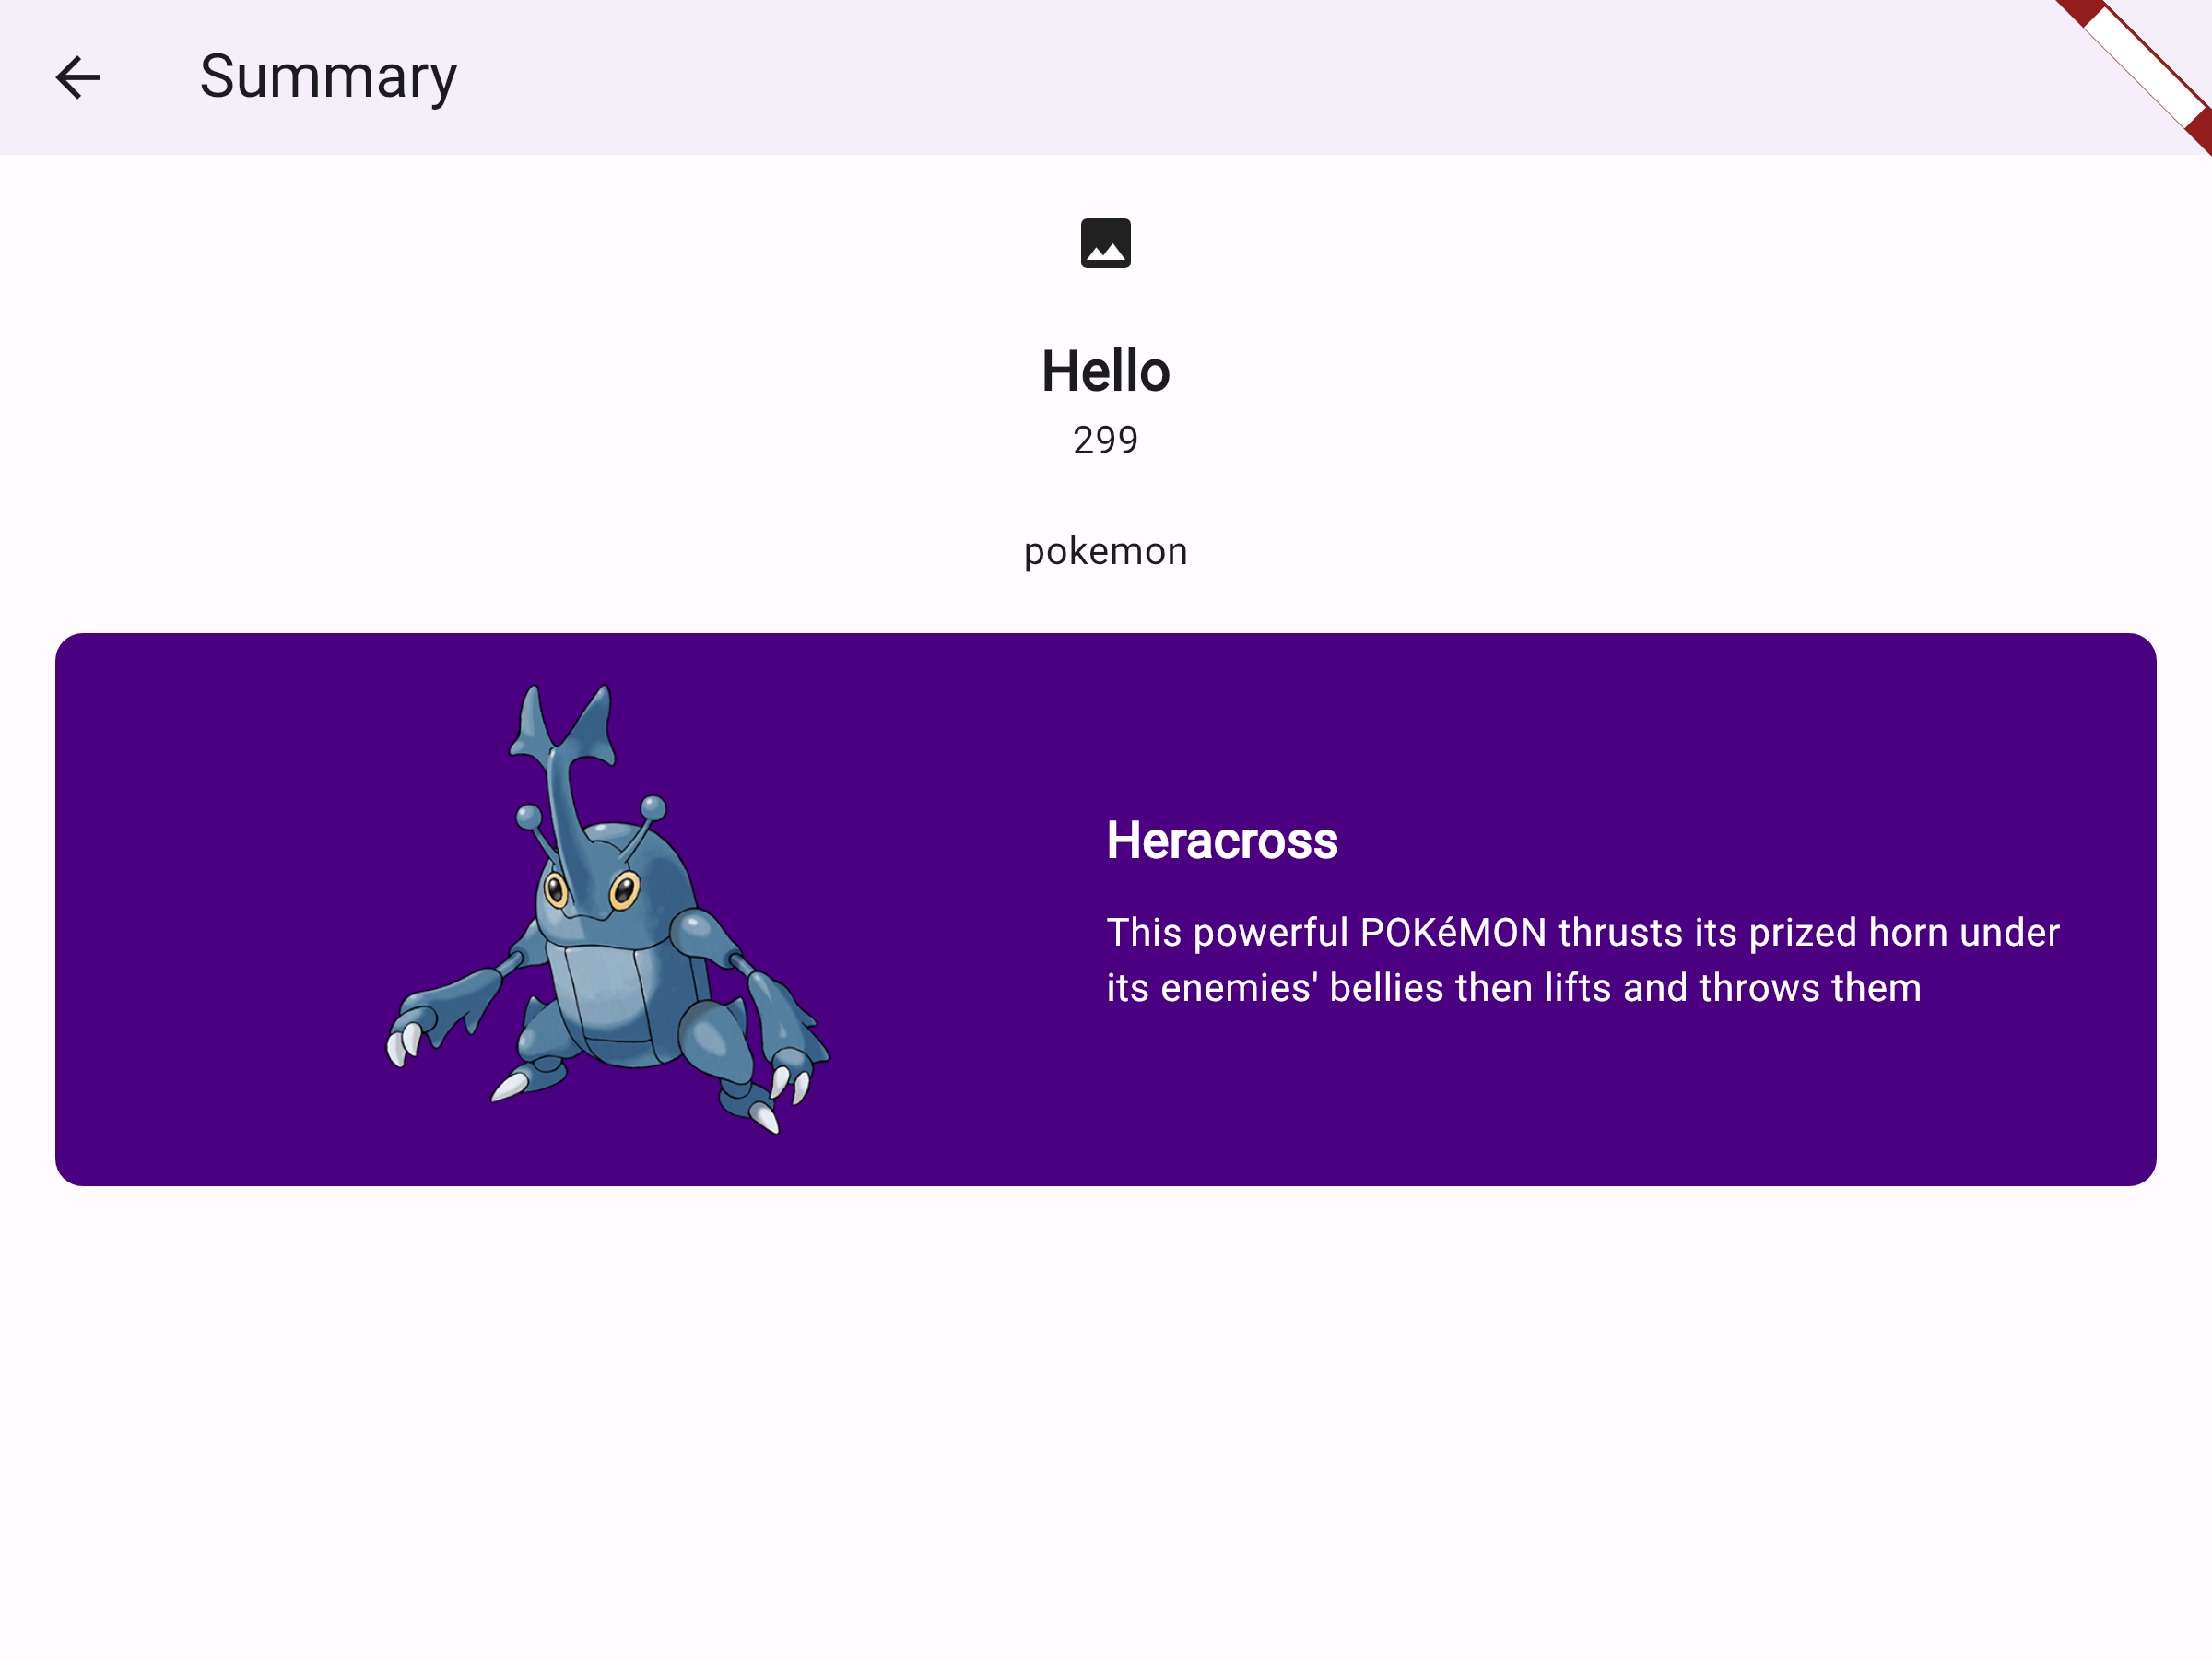 Summary
Hello
299
pokemon
Heracross
This powerful POKéMON thrusts its prized horn under
its enemies' bellies then lifts and throws them